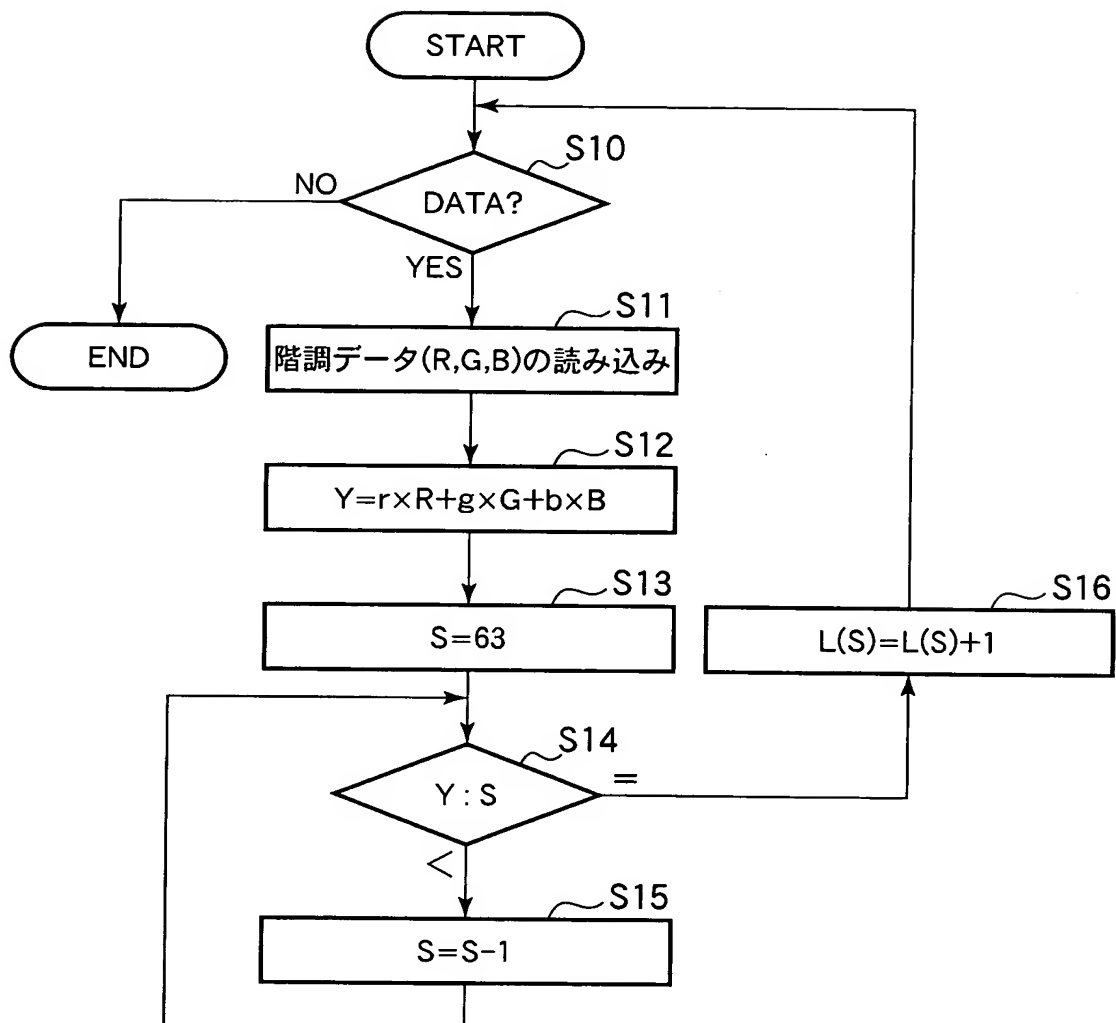 START
S10
NO
DATA?
YES
S11
END
階調データ(R,G,B)の読み込み
S12
Y=r×R+g×G+b×B
S13
S=63
S16
L(S)=L(S)+1
S14
Y : S
=
<
S15
S=S-1